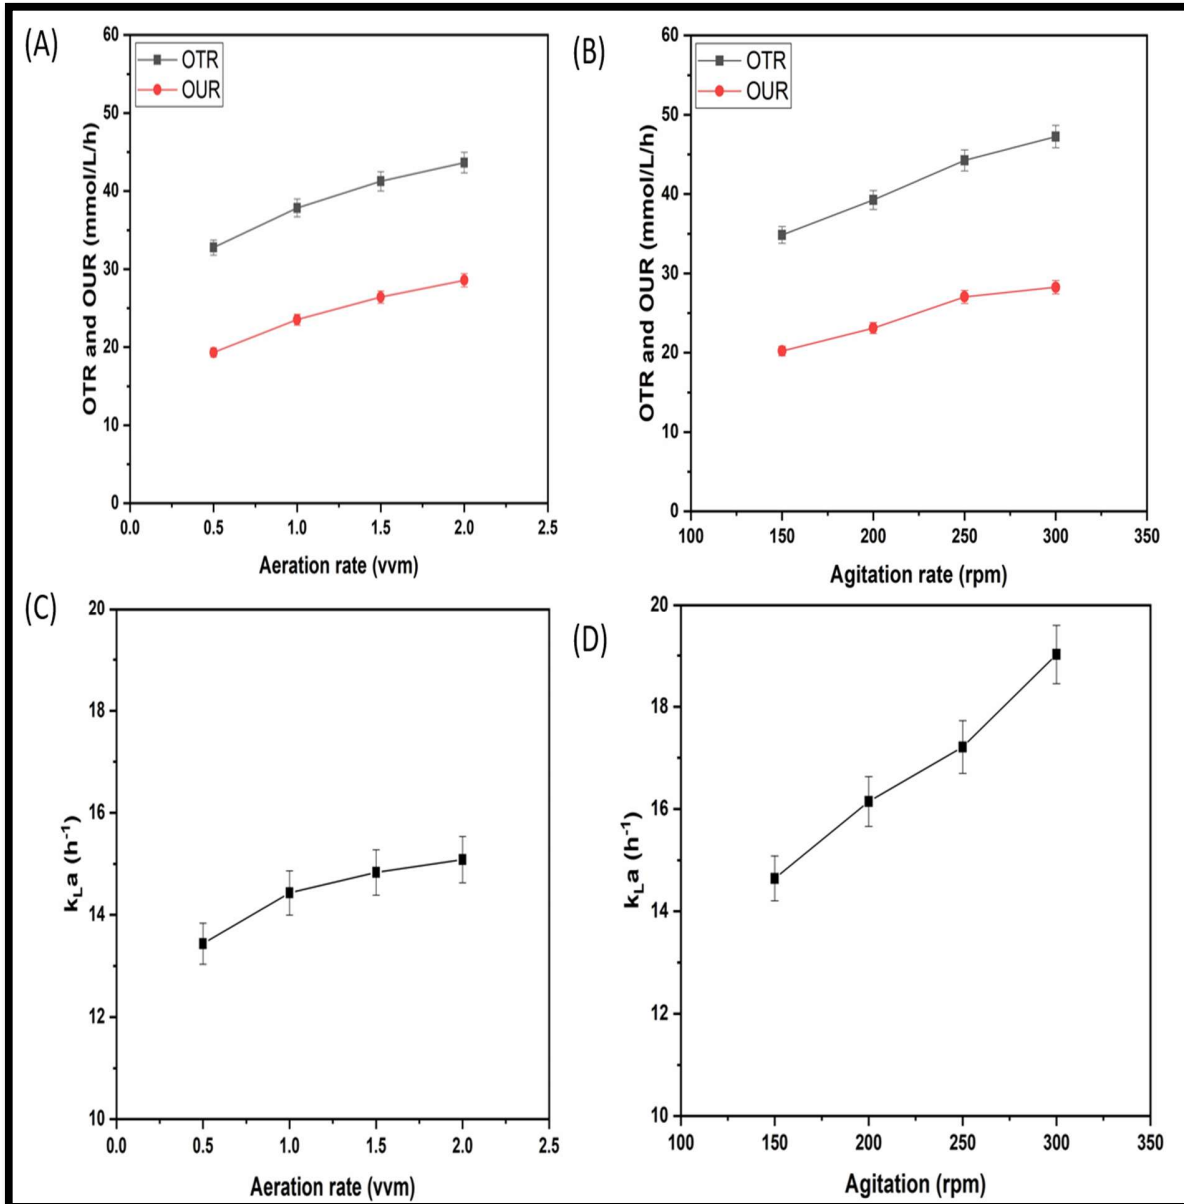 (A)
OTR
OUR
OTR and OUR (mmol/L/h)
60
50
40
30
20
10
0
0.0 0.5 1.0 1.5 2.0 2.5
Aeration rate (vvm)
(B)
OTR
OUR
OTR and OUR (mmol/L/h)
60
50
40
30
20
10
0
100 150 200 250 300 350
Agitation rate (rpm)
(C)
kLa (h-1)
20
18
16
14
12
10
0.0 0.5 1.0 1.5 2.0 2.5
Aeration rate (vvm)
(D)
kLa (h-1)
20
18
16
14
12
10
100 150 200 250 300 350
Agitation (rpm)